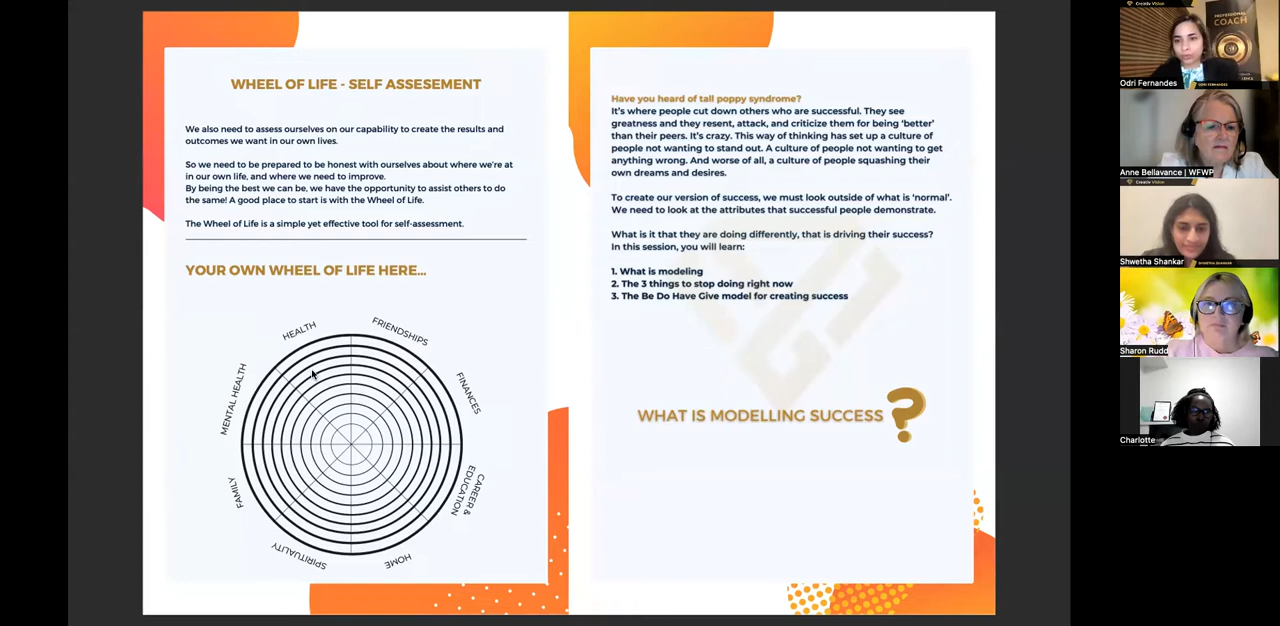 WHEEL OF LIFE - SELF ASSESEMENT
We also need to assess ourselves on our capability to create the results and
outcomes we want in our own lives.
So we need to be prepared to be honest with ourselves about where we're at
in our own life, and where we need to improve.
By being the best we can be, we have the opportunity to assist others to do
the same! A good place to start is with the Wheel of Life.
The Wheel of Life is a simple yet effective tool for self-assessment.
YOUR OWN WHEEL OF LIFE HERE...
HEALTH
FRIENDSHIPS
FINANCES
CAREER &
EDUCATION
HOME
SPIRITUALITY
FAMILY
MENTAL HEALTH
Have you heard of tall poppy syndrome?
It's where people cut down others who are successful. They see
greatness and they resent, attack, and criticize them for being 'better'
than their peers. It's crazy. This way of thinking has set up a culture of
people not wanting to stand out. A culture of people not wanting to get
anything wrong. And worse of all, a culture of people squashing their
own dreams and desires.
To create our version of success, we must look outside of what is 'normal'.
We need to look at the attributes that successful people demonstrate.
What is it that they are doing differently, that is driving their success?
In this session, you will learn:
1. What is modeling
2. The 3 things to stop doing right now
3. The Be Do Have Give model for creating success
WHAT IS MODELLING SUCCESS ?
Creativ Vision
PROFESSIONAL
COACH
Odri Fernandes
ODRI FERNANDES
Anne Bellavance | WFWP
Creativ Vision
Shwetha Shankar
SHWETHA SHANKAR
Sharon Rudd
Charlotte